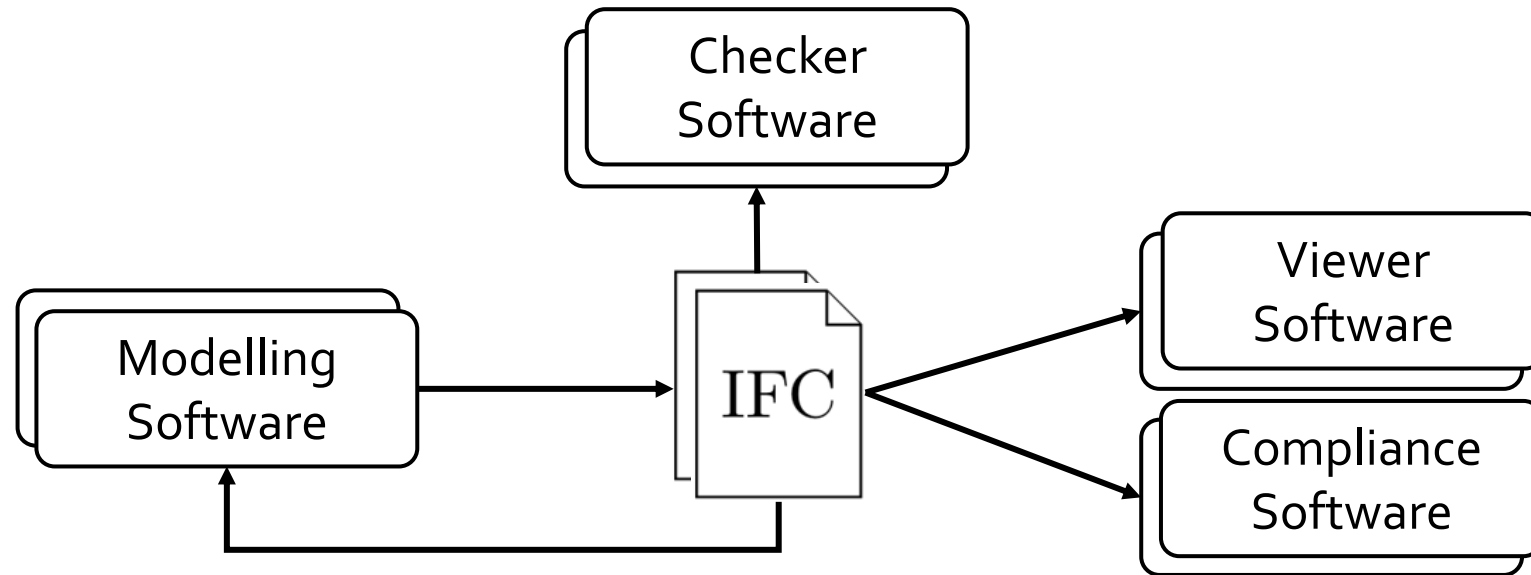 Checker
Software
Modelling
Software
IFC
Viewer
Software
Compliance
Software